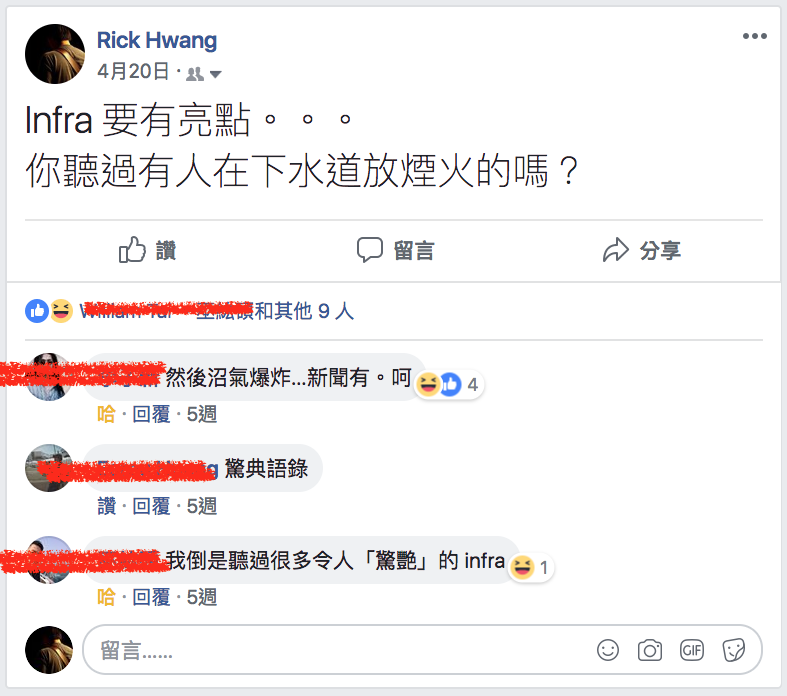 Rick Hwang
4月20日 ·
Infra 要有亮點。。。
你聽過有人在下水道放煙火的嗎？
讚
留言
分享
和其他 9 人
然後沼氣爆炸...新聞有。呵
4
哈 · 回覆 · 5週
驚典語錄
讚 · 回覆 · 5週
我倒是聽過很多令人「驚艷」的 infra
1
哈 · 回覆 · 5週
留言......
GIF